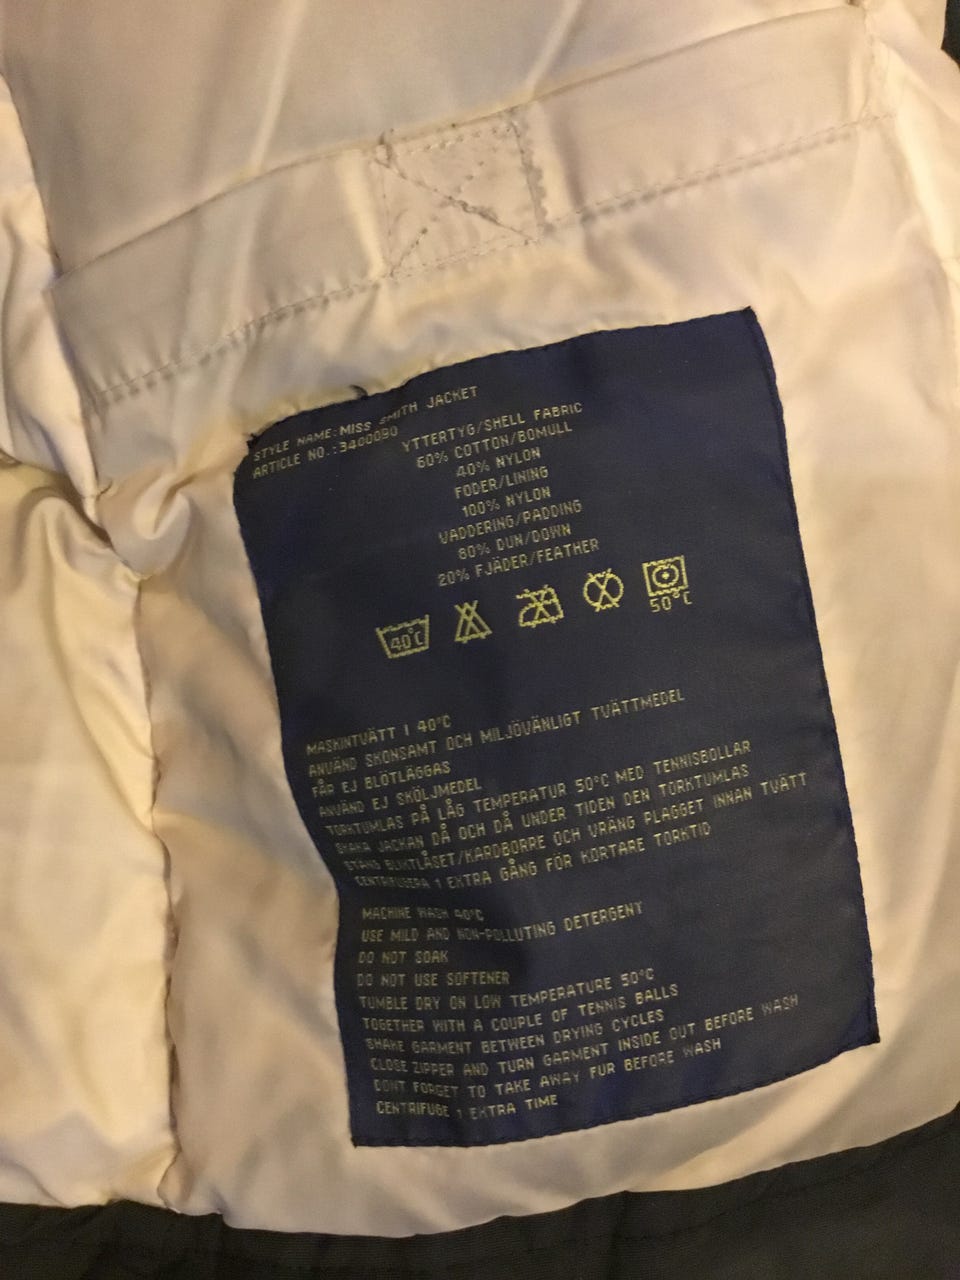 STYLE NAME:MISS SMITH JACKET
ARTICLE NO.:3400090
YTTERTYG/SHELL FABRIC
60% COTTON/BOMULL
40% NYLON
FODER/LINING
100% NYLON
VADDERING/PADDING
80% DUN/DOWN
20% FJÄDER/FEATHER
40°C
50°C
MASKINTVÄTT I 40°C
ANVÄND SKONSAMT OCH MILJÖVÄNLIGT TVÄTTMEDEL
FÅR EJ BLÖTLÄGGAS
ANVÄND EJ SKÖLJMEDEL
TORKTUMLAS PÅ LÅG TEMPERATUR 50°C MED TENNISBOLLAR
SKAKA JACKAN DÅ OCH DÅ UNDER TIDEN DEN TORKTUMLAS
STÄNG BLIXTLÅSET/KARDBORRE OCH VRÄNG PLAGGET INNAN TVÄTT
CENTRIFUGERA 1 EXTRA GÅNG FÖR KORTARE TORKTID
MACHINE WASH 40°C
USE MILD AND NON-POLLUTING DETERGENT
DO NOT SOAK
DO NOT USE SOFTENER
TUMBLE DRY ON LOW TEMPERATURE 50°C
TOGETHER WITH A COUPLE OF TENNIS BALLS
SHAKE GARMENT BETWEEN DRYING CYCLES
CLOSE ZIPPER AND TURN GARMENT INSIDE OUT BEFORE WASH
DONT FORGET TO TAKE AWAY FUR BEFORE WASH
CENTRIFUGE 1 EXTRA TIME